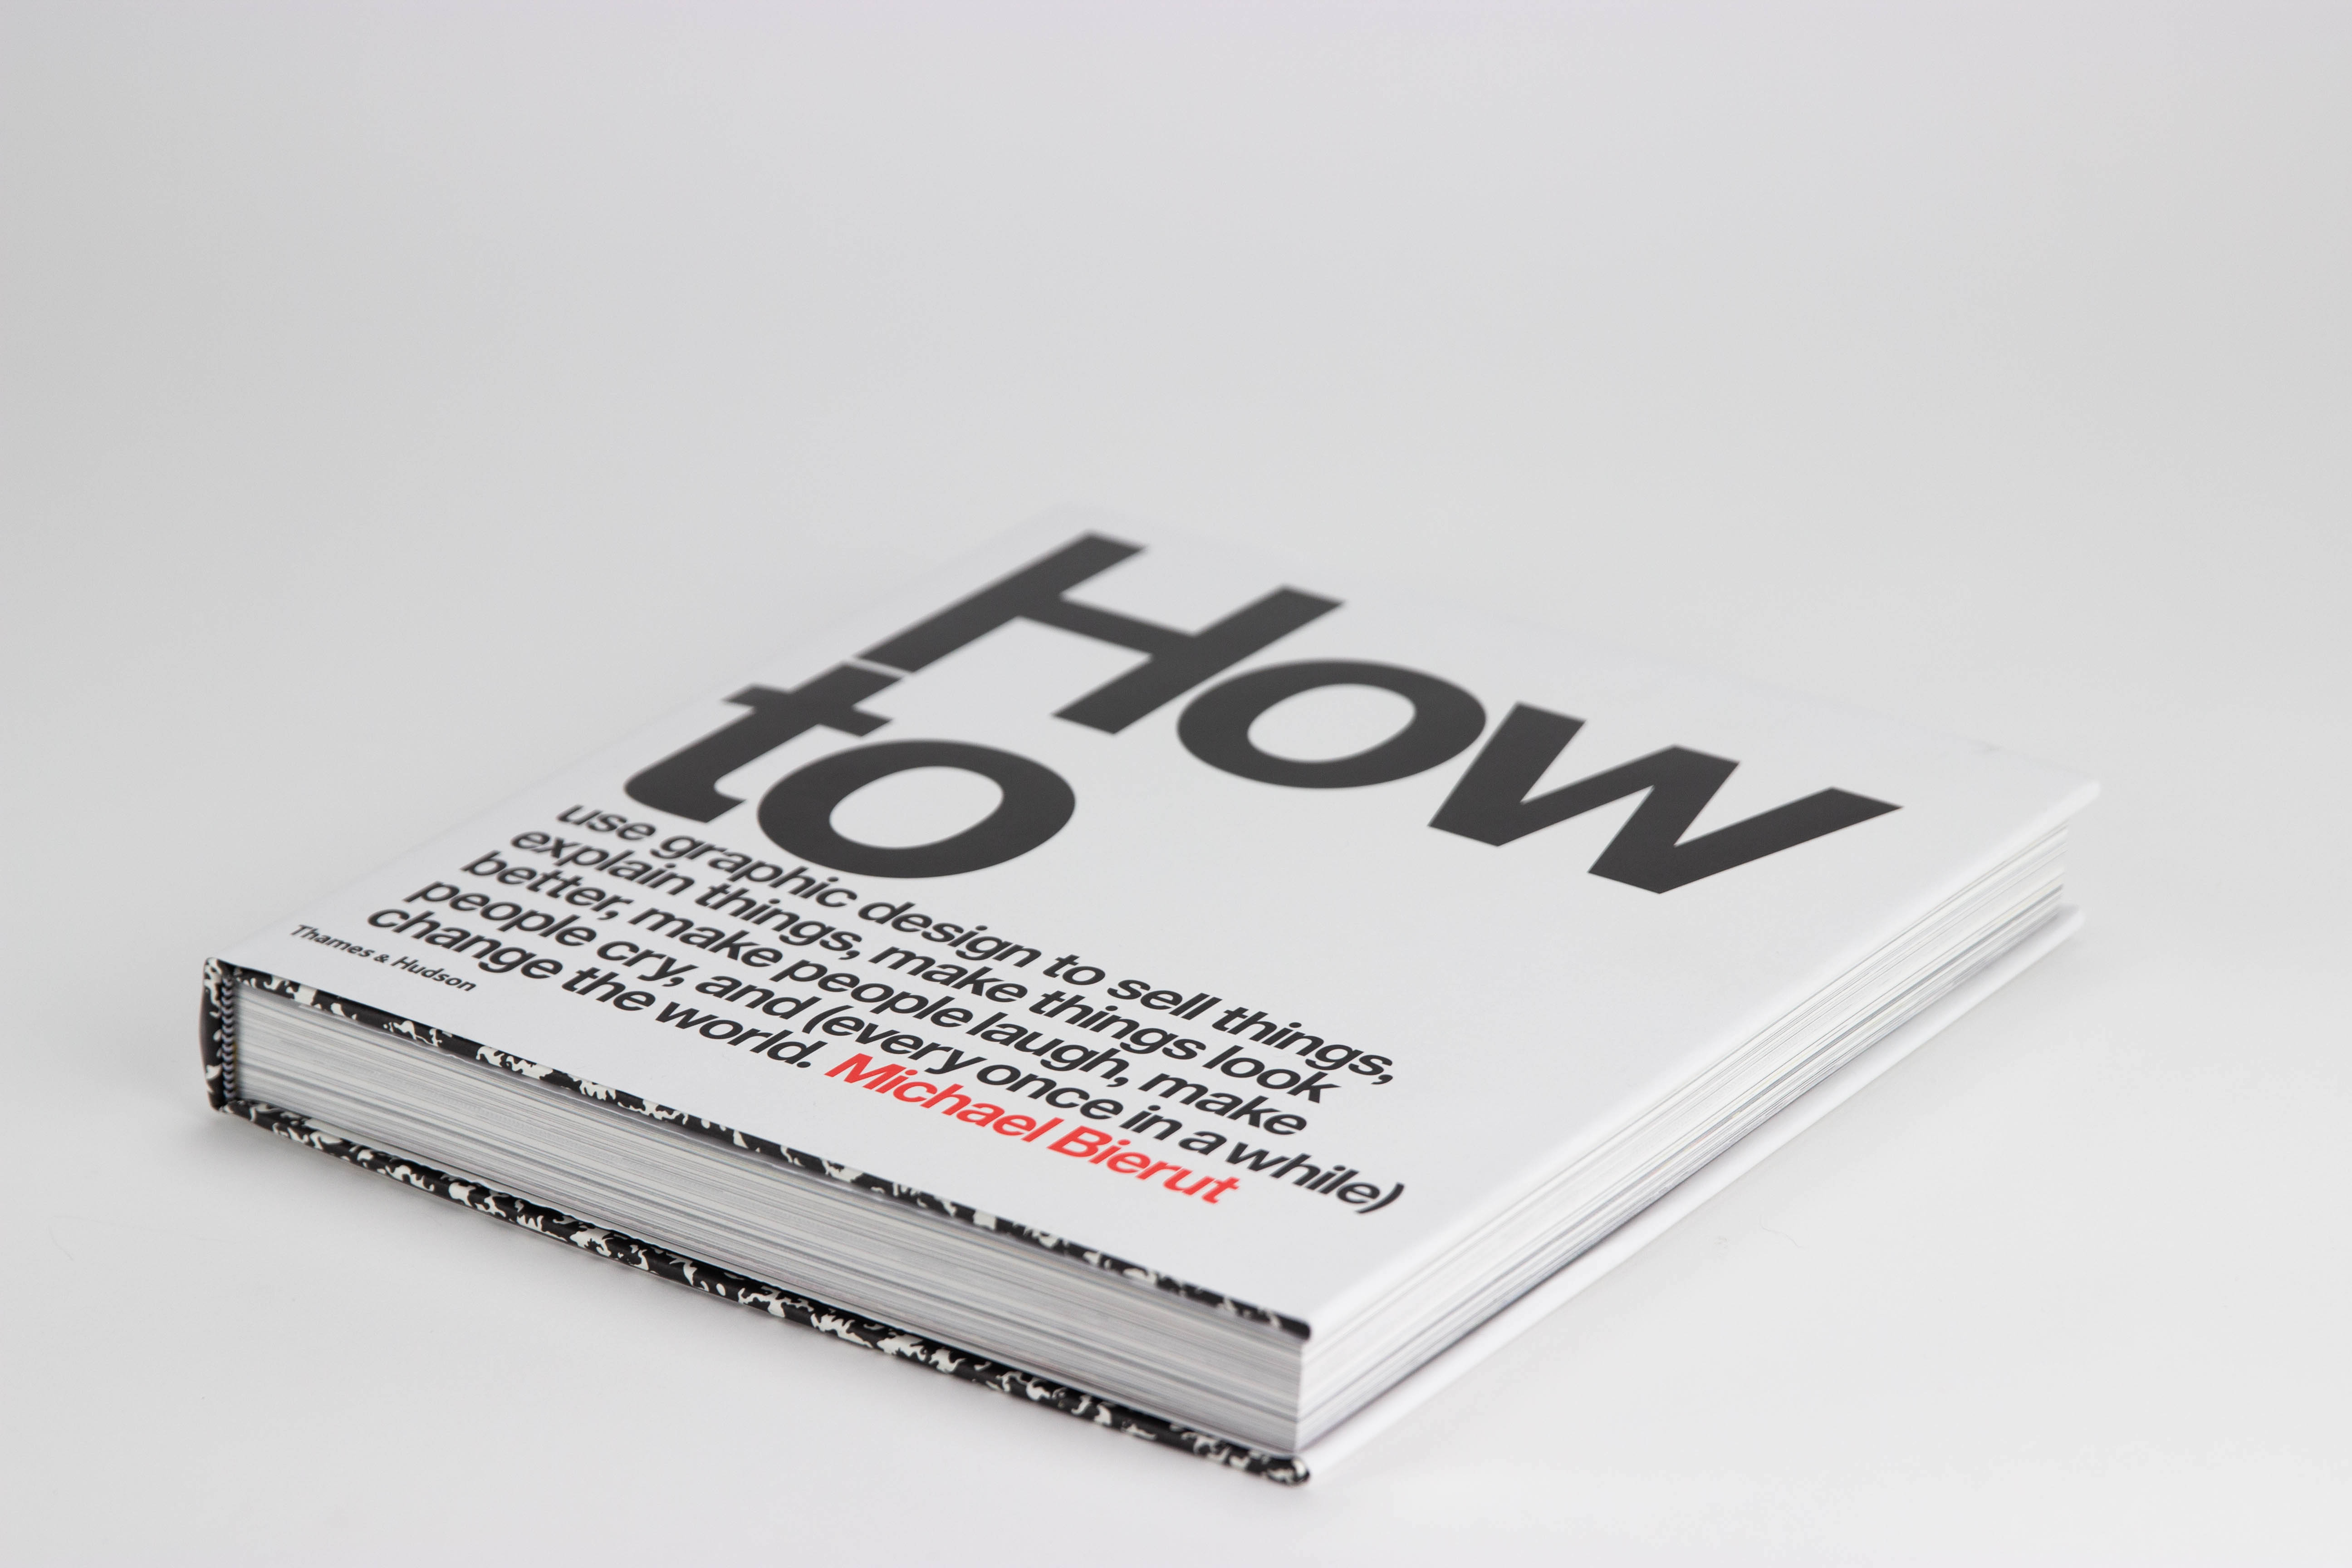 How
to
use graphic design to sell things,
explain things, make things look
better, make people laugh, make
people cry, and (every once in a while)
change the world. Michael Bierut
Thames & Hudson